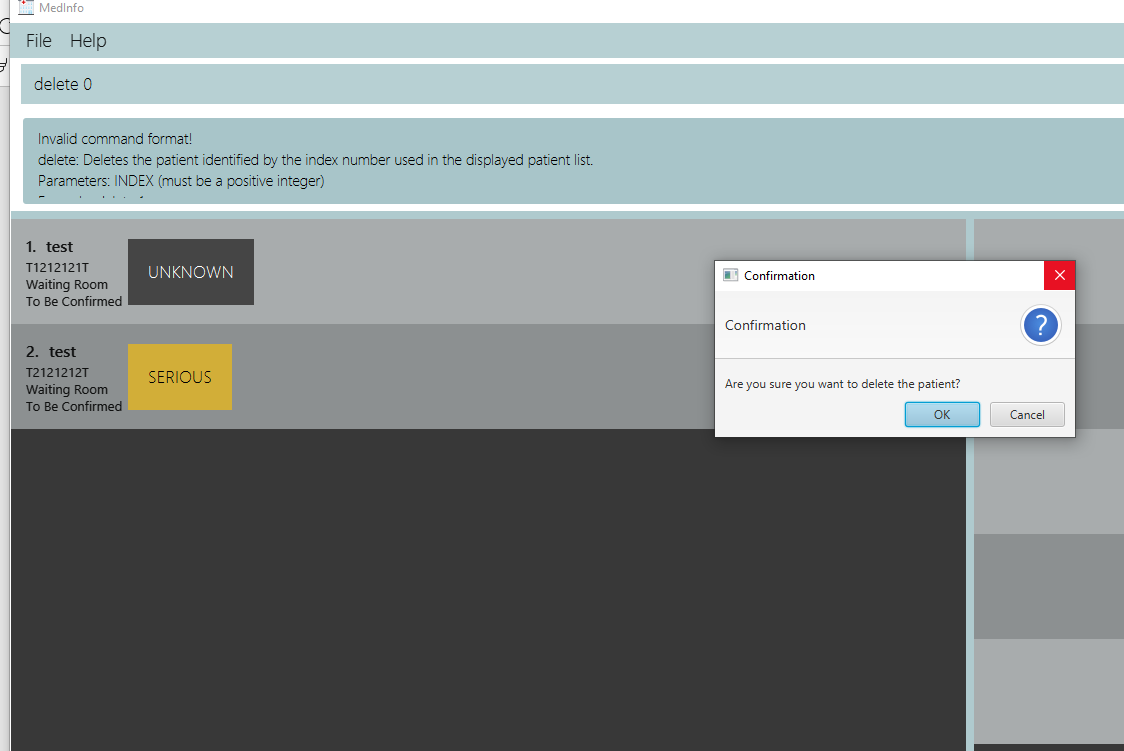 MedInfo
File Help
delete 0
Invalid command format!
delete: Deletes the patient identified by the index number used in the displayed patient list.
Parameters: INDEX (must be a positive integer)
1. test
T1212121T
Waiting Room
To Be Confirmed
UNKNOWN
2. test
T2121212T
Waiting Room
To Be Confirmed
SERIOUS
Confirmation
Confirmation
?
Are you sure you want to delete the patient?
OK Cancel